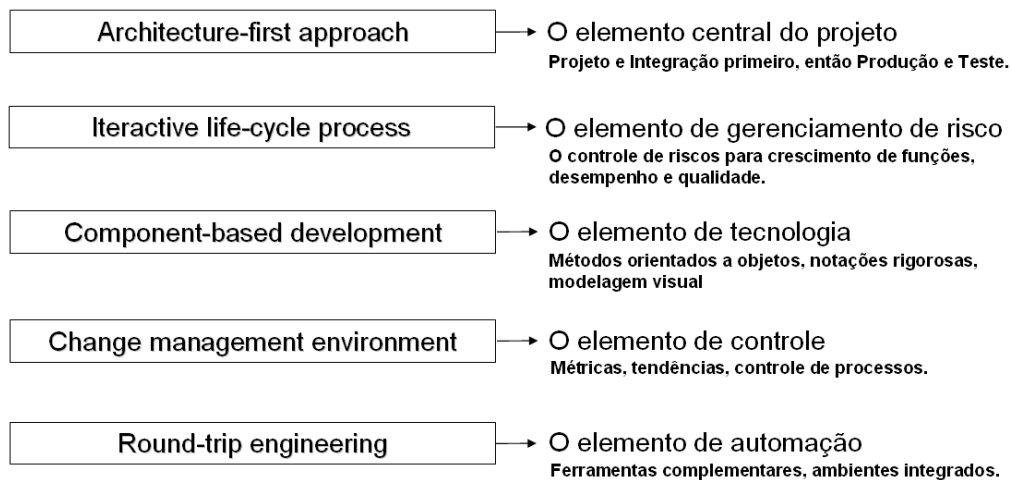 Architecture-first approach
O elemento central do projeto
Projeto e Integração primeiro, então Produção e Teste.
Iteractive life-cycle process
O elemento de gerenciamento de risco
O controle de riscos para crescimento de funções,
desempenho e qualidade.
Component-based development
O elemento de tecnologia
Métodos orientados a objetos, notações rigorosas,
modelagem visual
Change management environment
O elemento de controle
Métricas, tendências, controle de processos.
Round-trip engineering
O elemento de automação
Ferramentas complementares, ambientes integrados.